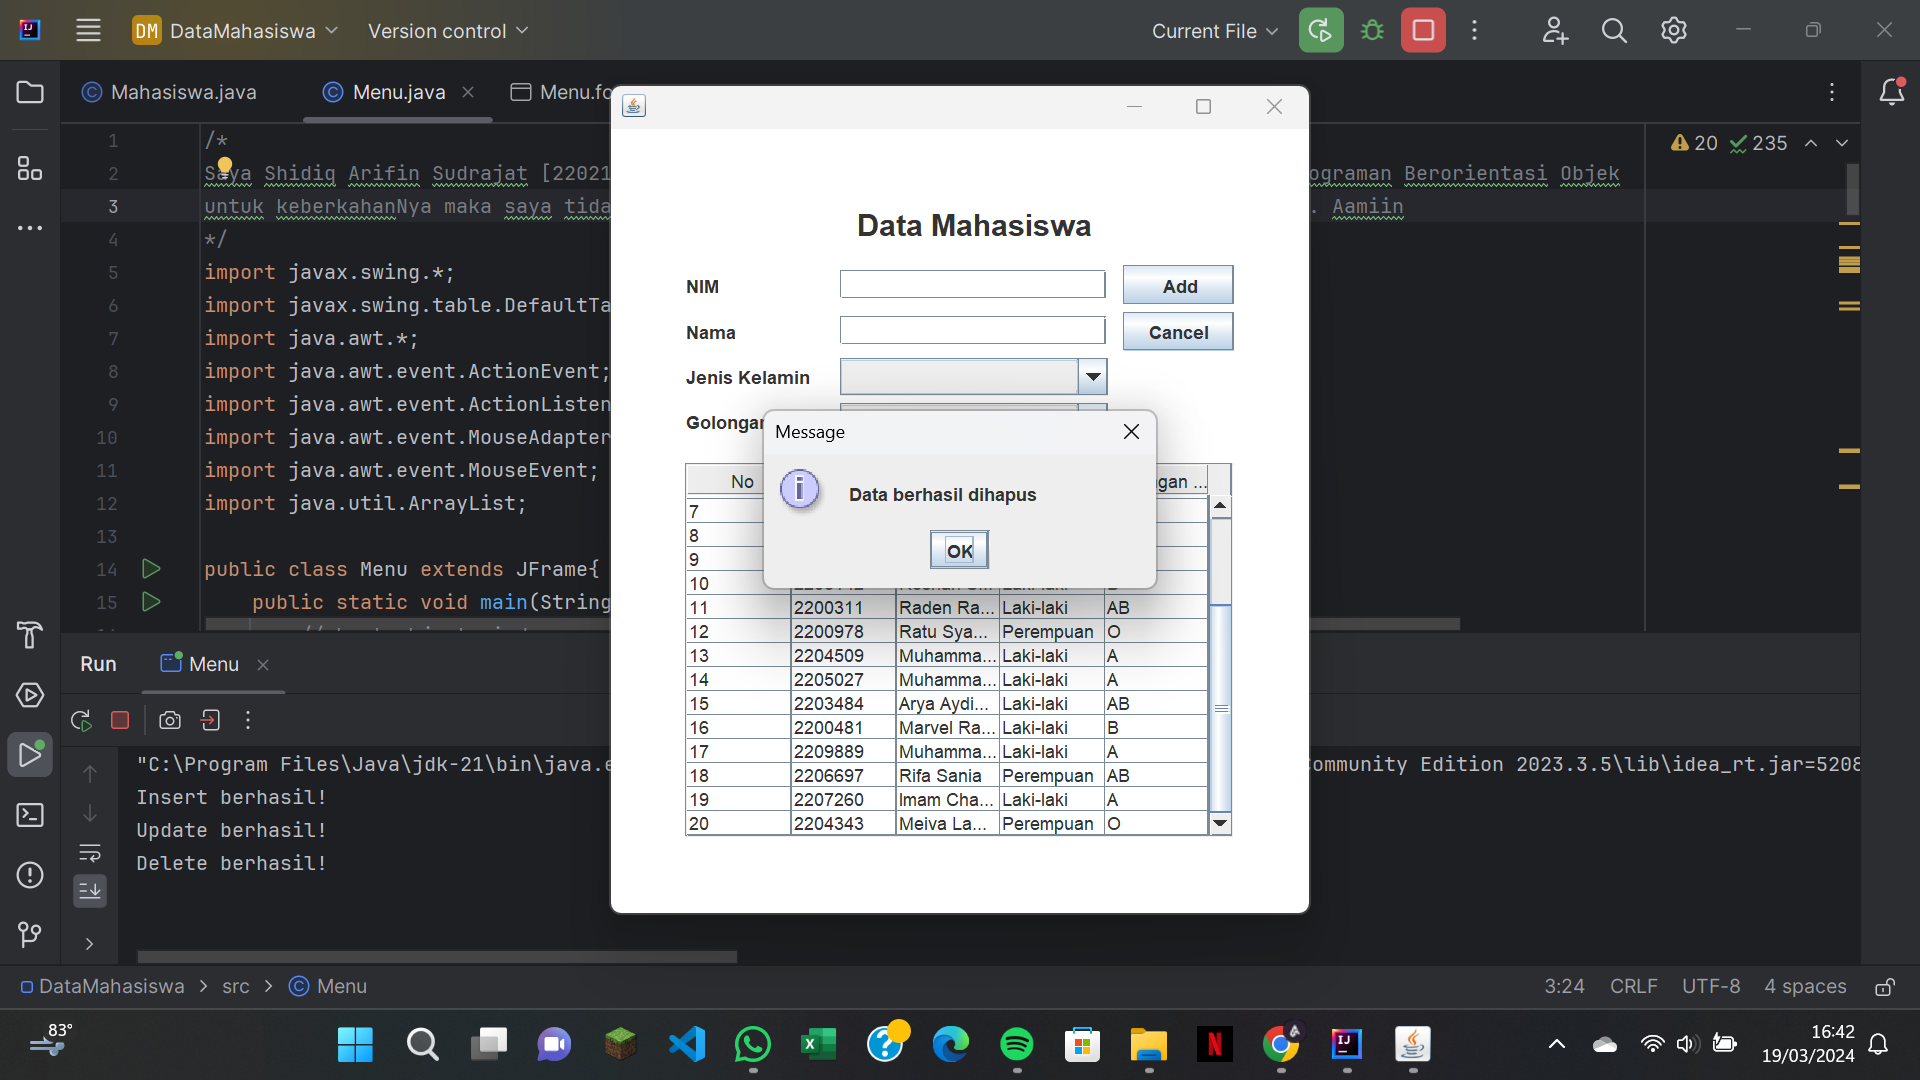 DM DataMahasiswa Version control Current File
Mahasiswa.java Menu.java Menu.fo
20 235
1 /*
2 Saya Shidiq Arifin Sudrajat [22021 ograman Berorientasi Objek
3 untuk keberkahanNya maka saya tida . Aamiin
4 */
5 import javax.swing.*;
6 import javax.swing.table.DefaultTa
7 import java.awt.*;
8 import java.awt.event.ActionEvent;
9 import java.awt.event.ActionListen
10 import java.awt.event.MouseAdapter
11 import java.awt.event.MouseEvent;
12 import java.util.ArrayList;
13
14 public class Menu extends JFrame{
15 public static void main(String
Data Mahasiswa
NIM Add
Nama Cancel
Jenis Kelamin
Golongan
Message
Data berhasil dihapus
OK
No gan ...
7
8
9
10
11 2200311 Raden Ra... Laki-laki AB
12 2200978 Ratu Sya... Perempuan O
13 2204509 Muhamma... Laki-laki A
14 2205027 Muhamma... Laki-laki A
15 2203484 Arya Aydi... Laki-laki AB
16 2200481 Marvel Ra... Laki-laki B
17 2209889 Muhamma... Laki-laki A
18 2206697 Rifa Sania Perempuan AB
19 2207260 Imam Cha... Laki-laki A
20 2204343 Meiva La... Perempuan O
Run Menu
"C:\Program Files\Java\jdk-21\bin\java.e ommunity Edition 2023.3.5\lib\idea_rt.jar=5208
Insert berhasil!
Update berhasil!
Delete berhasil!
DataMahasiswa > src > Menu 3:24 CRLF UTF-8 4 spaces
83°
16:42
19/03/2024